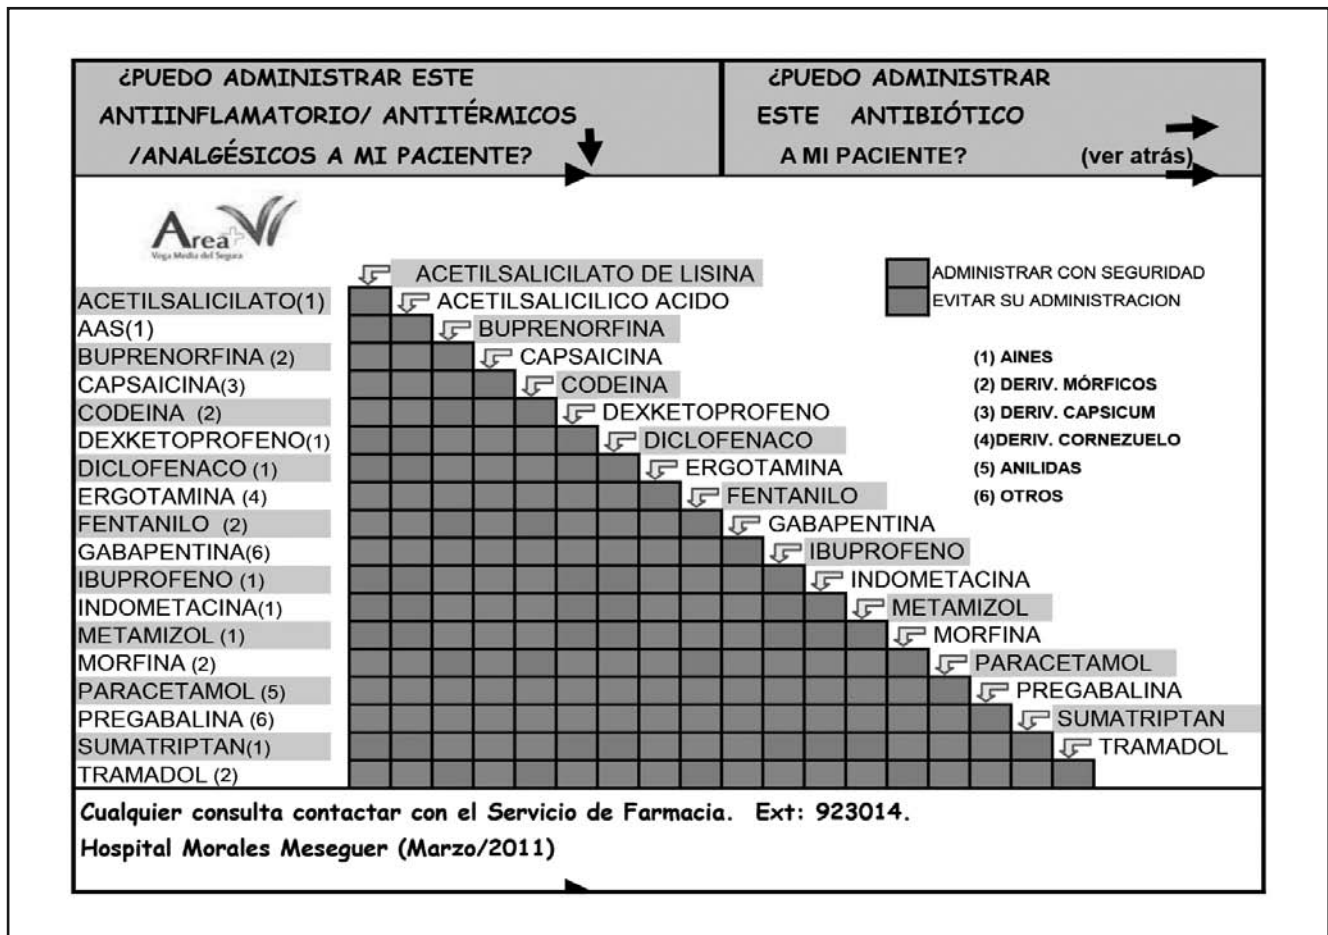 ¿PUEDO ADMINISTRAR ESTE
ANTIINFLAMATORIO/ ANTITÉRMICOS
/ANALGÉSICOS A MI PACIENTE?
¿PUEDO ADMINISTRAR
ESTE ANTIBIÓTICO
A MI PACIENTE? (ver atrás)
Area
Vega Media del Segura
ACETILSALICILATO DE LISINA
ADMINISTRAR CON SEGURIDAD
ACETILSALICILATO(1)
ACETILSALICILICO ACIDO
EVITAR SU ADMINISTRACION
AAS(1)
BUPRENORFINA
BUPRENORFINA (2)
CAPSAICINA
(1) AINES
CAPSAICINA(3)
CODEINA
(2) DERIV. MÓRFICOS
CODEINA (2)
DEXKETOPROFENO
(3) DERIV. CAPSICUM
DEXKETOPROFENO(1)
DICLOFENACO
(4)DERIV. CORNEZUELO
DICLOFENACO (1)
ERGOTAMINA
(5) ANILIDAS
ERGOTAMINA (4)
FENTANILO
(6) OTROS
FENTANILO (2)
GABAPENTINA
GABAPENTINA(6)
IBUPROFENO
IBUPROFENO (1)
INDOMETACINA
INDOMETACINA(1)
METAMIZOL
METAMIZOL (1)
MORFINA
MORFINA (2)
PARACETAMOL
PARACETAMOL (5)
PREGABALINA
PREGABALINA (6)
SUMATRIPTAN
SUMATRIPTAN(1)
TRAMADOL
TRAMADOL (2)
Cualquier consulta contactar con el Servicio de Farmacia. Ext: 923014.
Hospital Morales Meseguer (Marzo/2011)